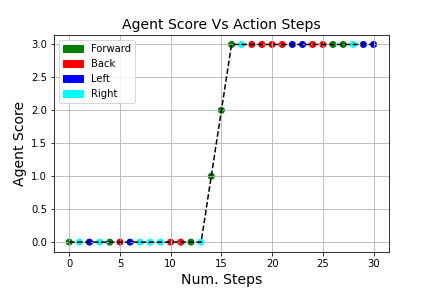 Agent Score Vs Action Steps
Forward
Back
Left
Right
Agent Score
3.0
2.5
2.0
1.5
1.0
0.5
0.0
0 5 10 15 20 25 30
Num. Steps